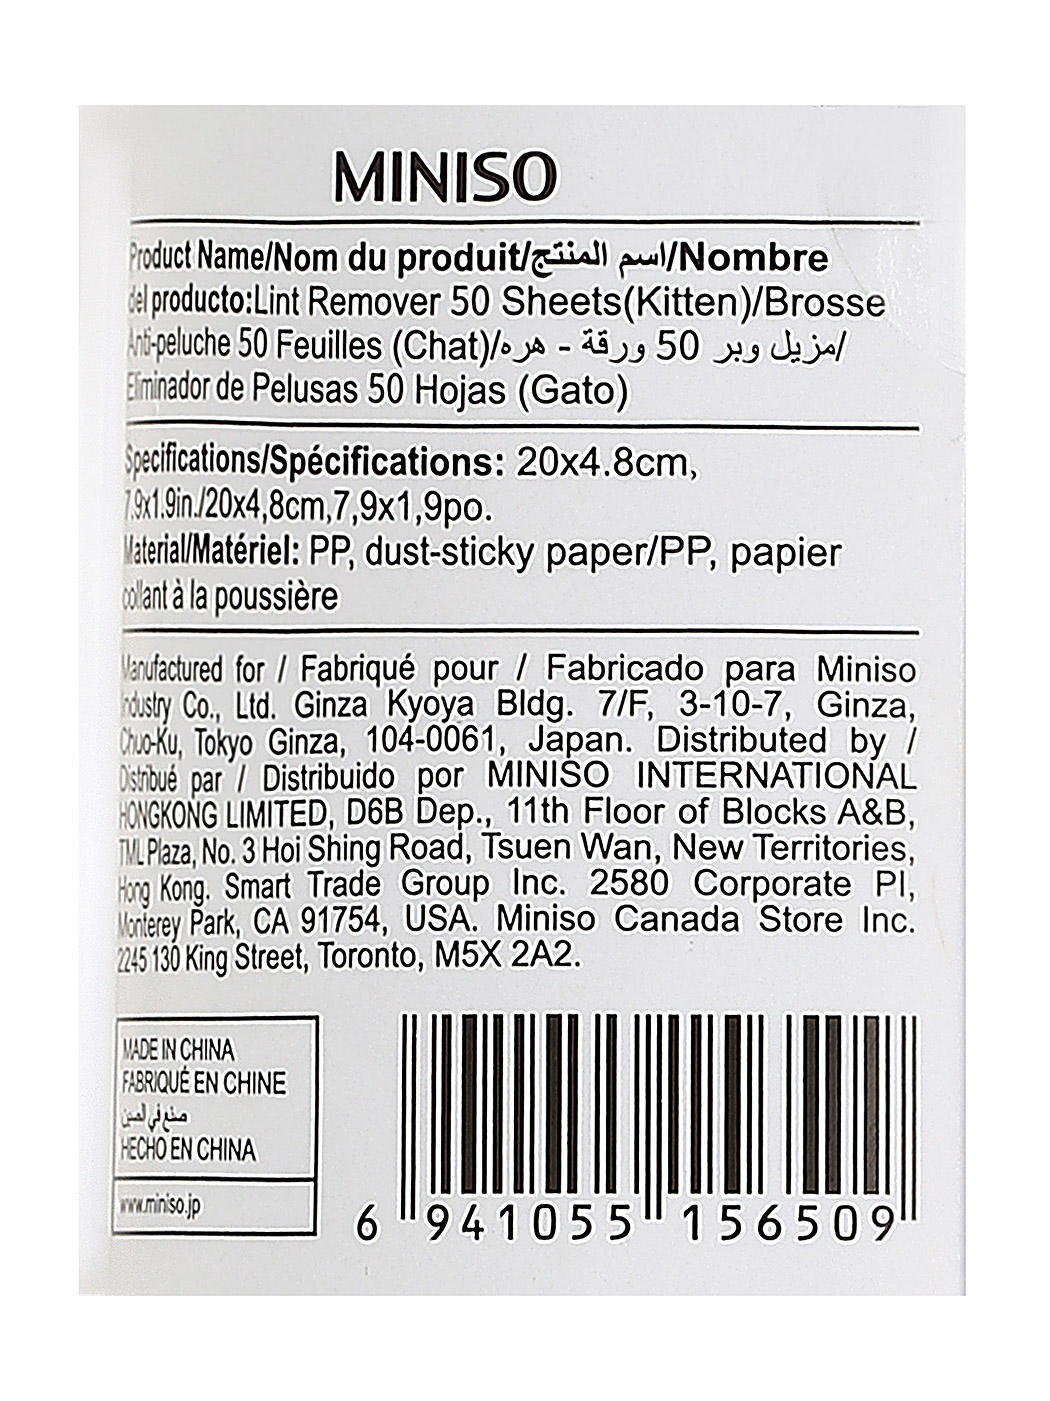 MINISO
Product Name/Nom du produit/اسم المنتج/Nombre
del producto:Lint Remover 50 Sheets(Kitten)/Brosse
Anti-peluche 50 Feuilles (Chat)/مزيل وبر 50 ورقة - هره/
Eliminador de Pelusas 50 Hojas (Gato)
Specifications/Spécifications: 20x4.8cm,
7.9x1.9in./20x4,8cm,7,9x1,9po.
Material/Matériel: PP, dust-sticky paper/PP, papier
collant à la poussière
Manufactured for / Fabriqué pour / Fabricado para Miniso
Industry Co., Ltd. Ginza Kyoya Bldg. 7/F, 3-10-7, Ginza,
Chuo-Ku, Tokyo Ginza, 104-0061, Japan. Distributed by /
Distribué par / Distribuido por MINISO INTERNATIONAL
HONGKONG LIMITED, D6B Dep., 11th Floor of Blocks A&B,
TML Plaza, No. 3 Hoi Shing Road, Tsuen Wan, New Territories,
Hong Kong. Smart Trade Group Inc. 2580 Corporate Pl,
Monterey Park, CA 91754, USA. Miniso Canada Store Inc.
2245 130 King Street, Toronto, M5X 2A2.
MADE IN CHINA
FABRIQUÉ EN CHINE
صنع في الصين
HECHO EN CHINA
www.miniso.jp
6 941055 156509